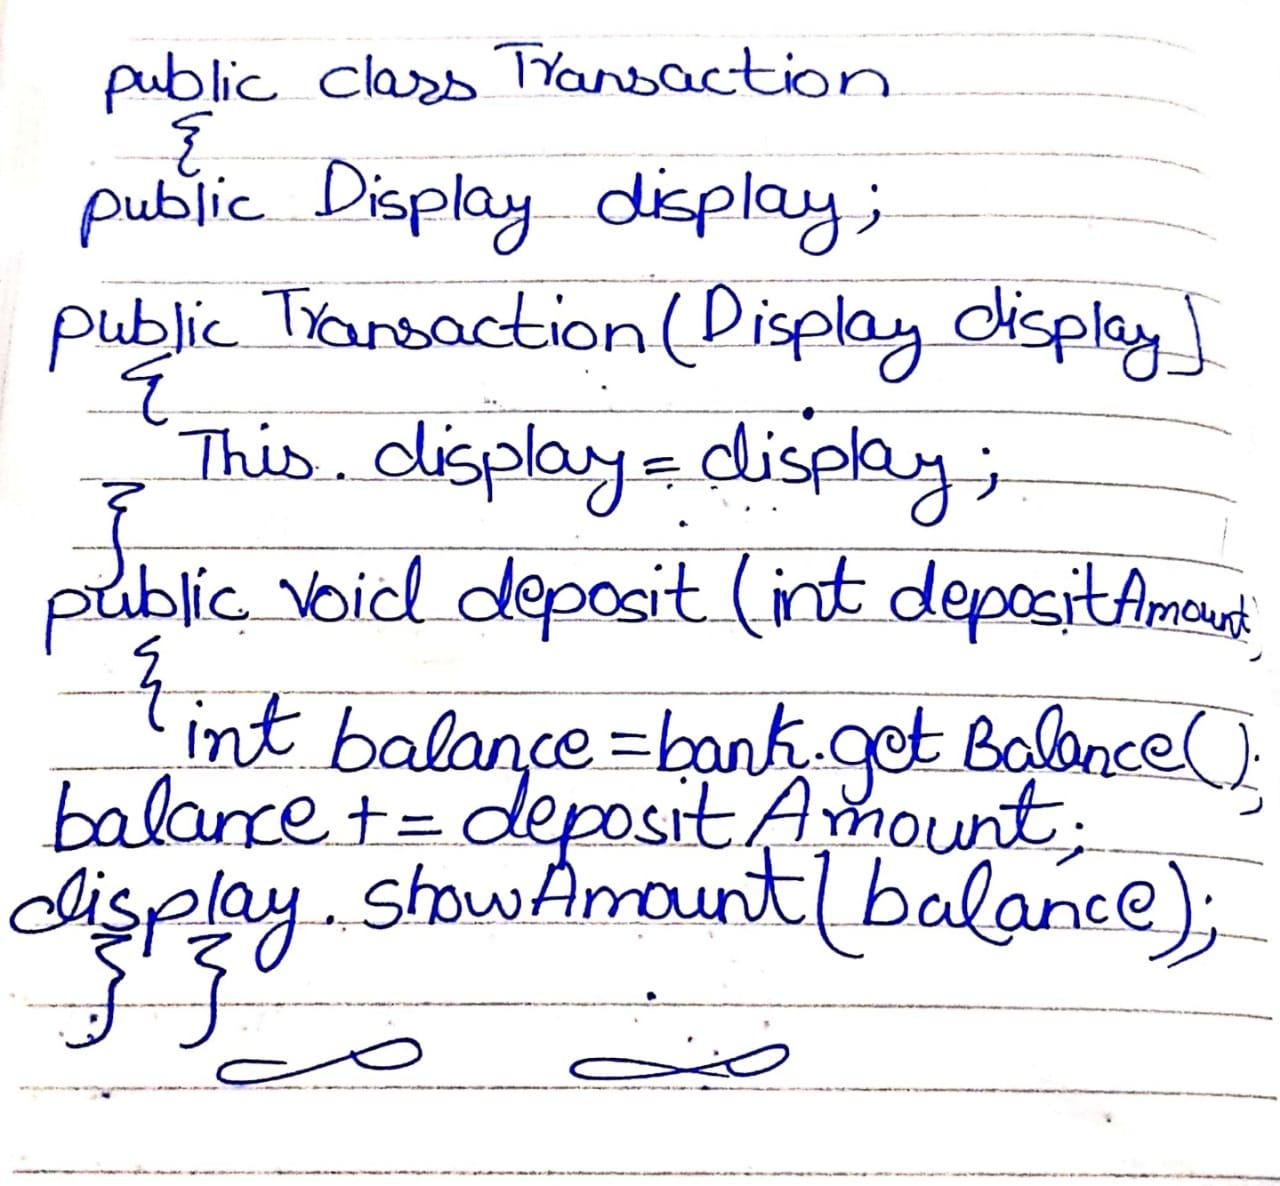 public class Transaction
{
public Display display;
public Transaction(Display display)
{
This. display = display;
}
public void deposit (int depositAmount)
{
int balance =bank.get Balance();
balance += deposit Amount;
display. showAmount(balance);
} }